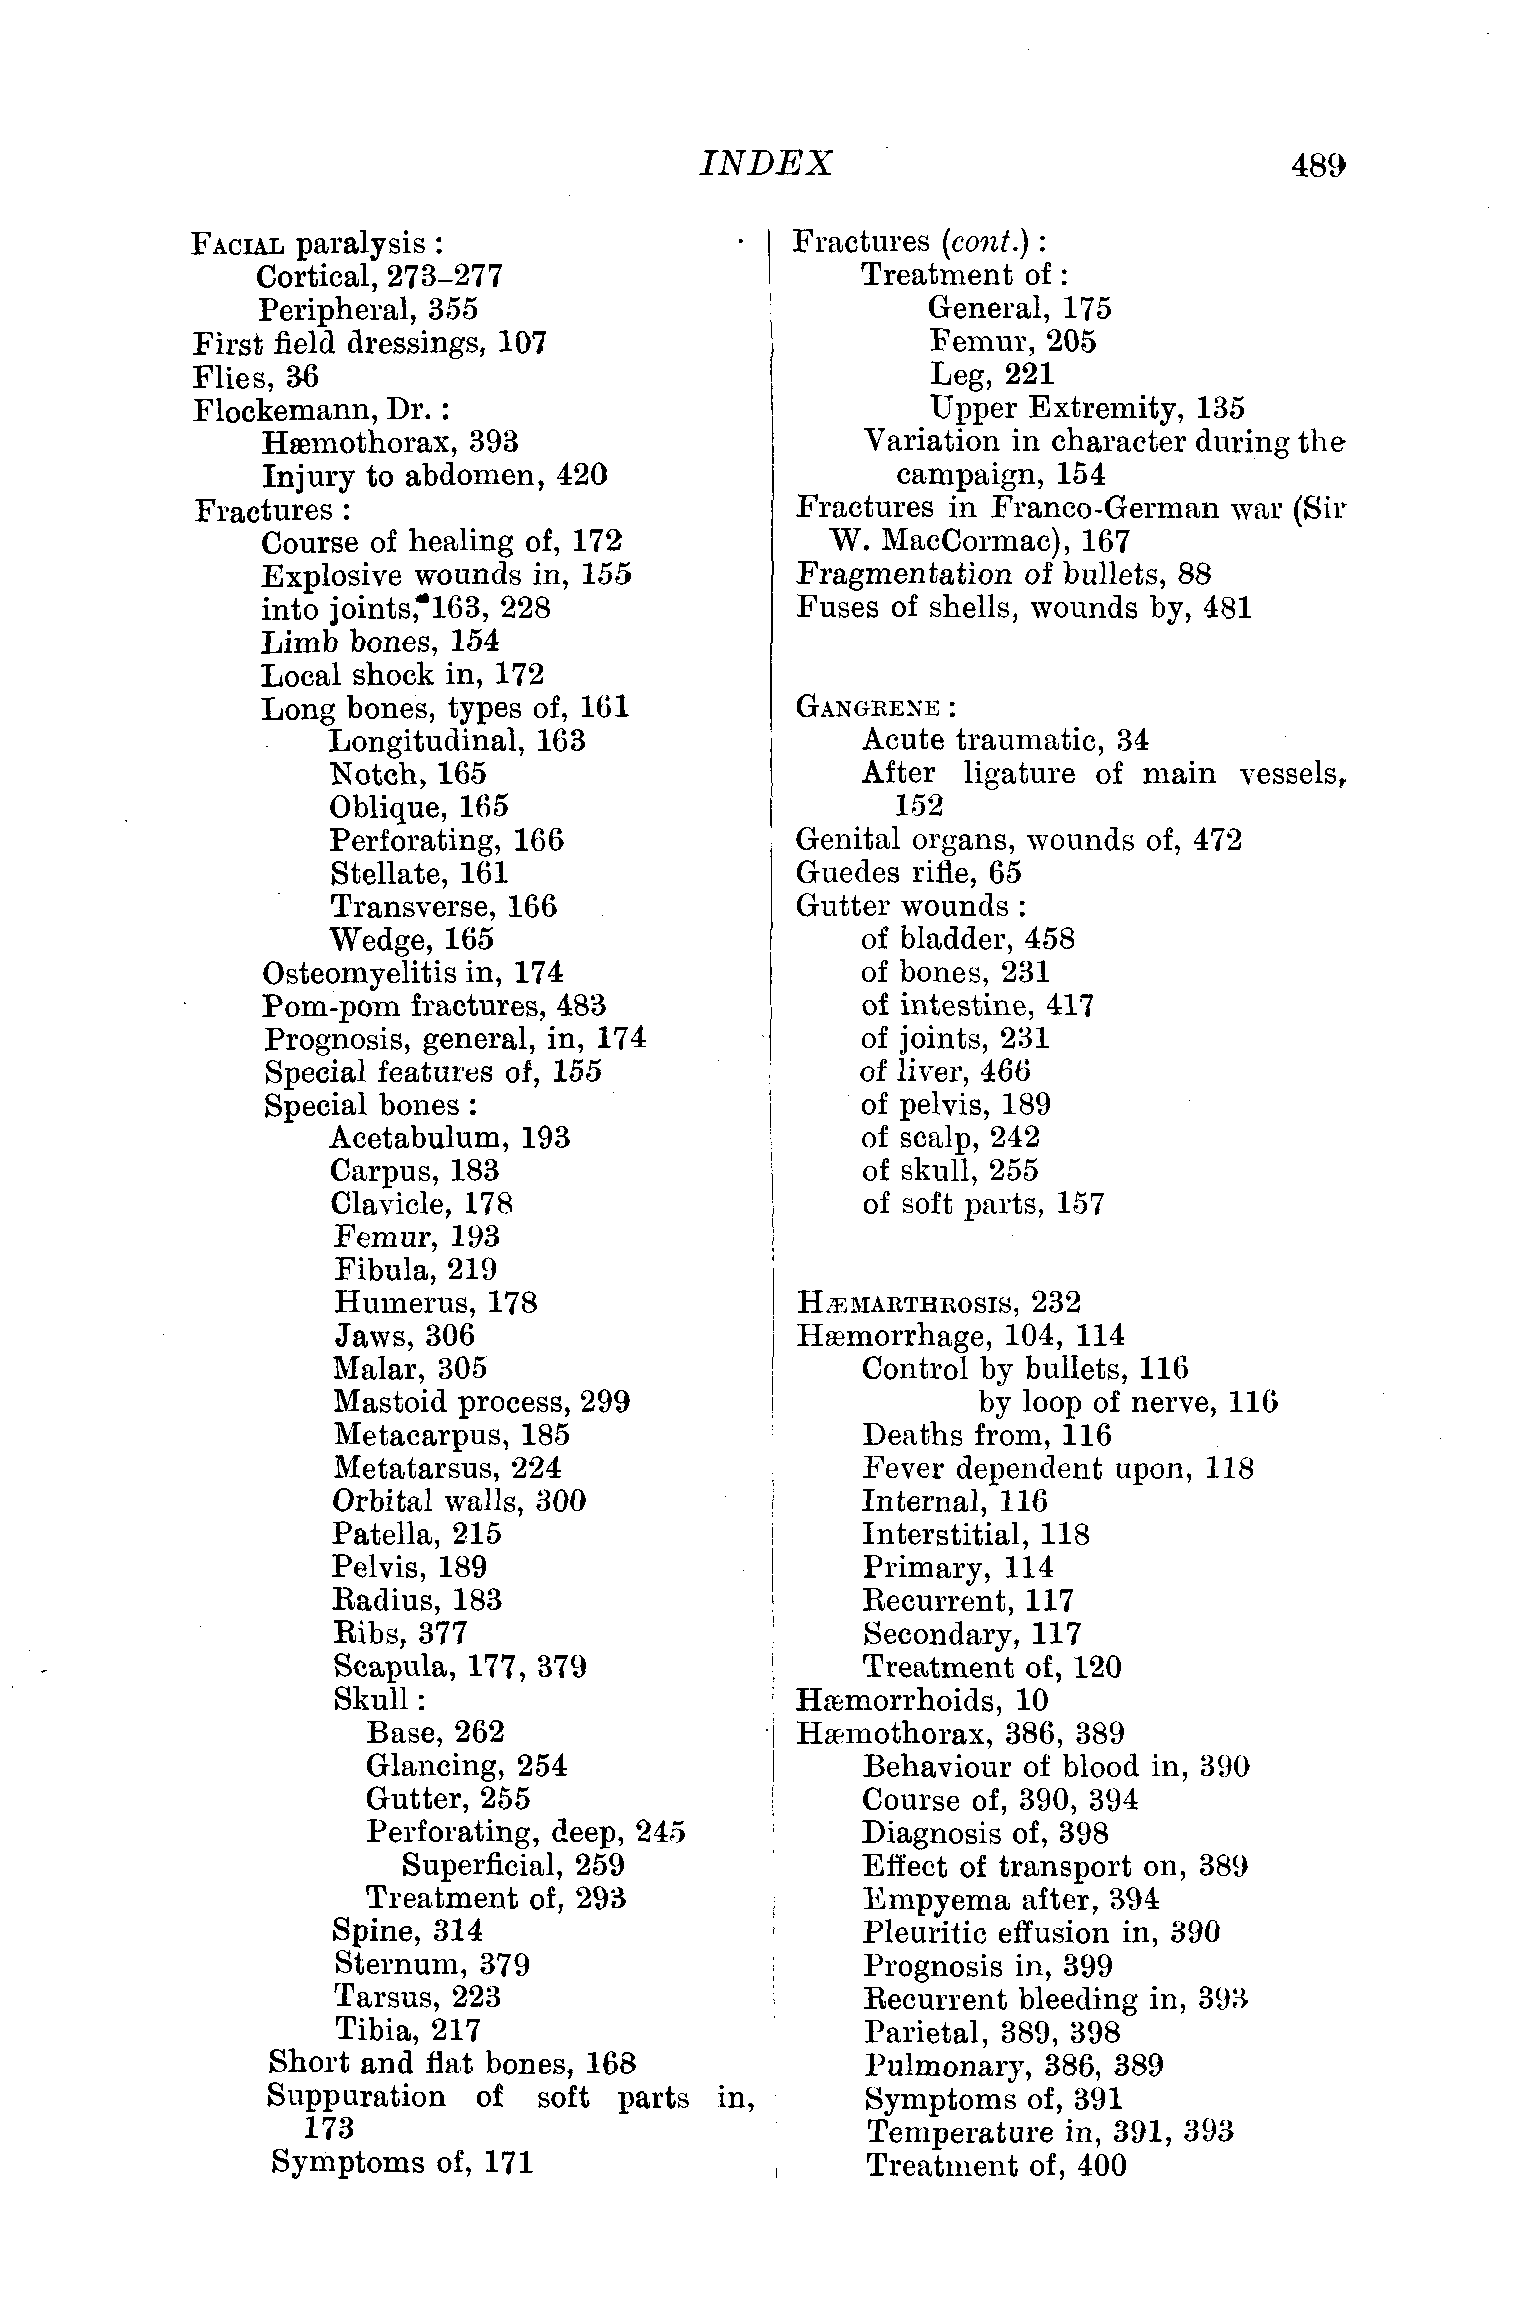 INDEX 489
FACIAL paralysis :
Cortical, 273–277
Peripheral, 355
First field dressings, 107
Flies, 36
Flockemann, Dr. :
Hæmothorax, 393
Injury to abdomen, 420
Fractures :
Course of healing of, 172
Explosive wounds in, 155
into joints, 163, 228
Limb bones, 154
Local shock in, 172
Long bones, types of, 161
Longitudinal, 163
Notch, 165
Oblique, 165
Perforating, 166
Stellate, 161
Transverse, 166
Wedge, 165
Osteomyelitis in, 174
Pom-pom fractures, 483
Prognosis, general, in, 174
Special features of, 155
Special bones :
Acetabulum, 193
Carpus, 183
Clavicle, 178
Femur, 193
Fibula, 219
Humerus, 178
Jaws, 306
Malar, 305
Mastoid process, 299
Metacarpus, 185
Metatarsus, 224
Orbital walls, 300
Patella, 215
Pelvis, 189
Radius, 183
Ribs, 377
Scapula, 177, 379
Skull :
Base, 262
Glancing, 254
Gutter, 255
Perforating, deep, 245
Superficial, 259
Treatment of, 293
Spine, 314
Sternum, 379
Tarsus, 223
Tibia, 217
Short and flat bones, 168
Suppuration of soft parts in,
173
Symptoms of, 171
Fractures (cont.) :
Treatment of :
General, 175
Femur, 205
Leg, 221
Upper Extremity, 135
Variation in character during the
campaign, 154
Fractures in Franco-German war (Sir
W. MacCormac), 167
Fragmentation of bullets, 88
Fuses of shells, wounds by, 481
GANGRENE :
Acute traumatic, 34
After ligature of main vessels,
152
Genital organs, wounds of, 472
Guedes rifle, 65
Gutter wounds :
of bladder, 458
of bones, 231
of intestine, 417
of joints, 231
of liver, 466
of pelvis, 189
of scalp, 242
of skull, 255
of soft parts, 157
HÆMARTHROSIS, 232
Hæmorrhage, 104, 114
Control by bullets, 116
by loop of nerve, 116
Deaths from, 116
Fever dependent upon, 118
Internal, 116
Interstitial, 118
Primary, 114
Recurrent, 117
Secondary, 117
Treatment of, 120
Hæmorrhoids, 10
Hæmothorax, 386, 389
Behaviour of blood in, 390
Course of, 390, 394
Diagnosis of, 398
Effect of transport on, 389
Empyema after, 394
Pleuritic effusion in, 390
Prognosis in, 399
Recurrent bleeding in, 393
Parietal, 389, 398
Pulmonary, 386, 389
Symptoms of, 391
Temperature in, 391, 393
Treatment of, 400